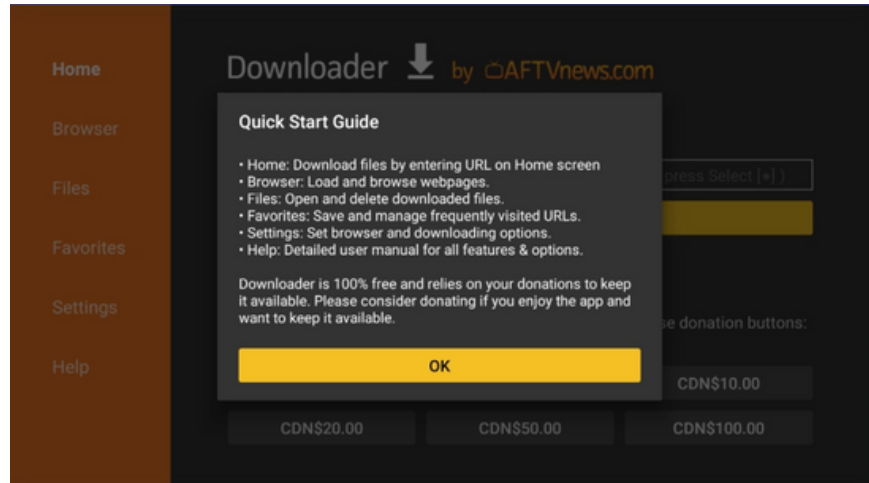 Home
Browser
Files
Favorites
Settings
Help
Downloader by AFTVnews.com
Quick Start Guide
• Home: Download files by entering URL on Home screen
• Browser: Load and browse webpages.
• Files: Open and delete downloaded files.
• Favorites: Save and manage frequently visited URLs.
• Settings: Set browser and downloading options.
• Help: Detailed user manual for all features & options.
Downloader is 100% free and relies on your donations to keep
it available. Please consider donating if you enjoy the app and
want to keep it available.
OK
press Select [•] )
se donation buttons:
CDN$10.00
CDN$20.00 CDN$50.00 CDN$100.00